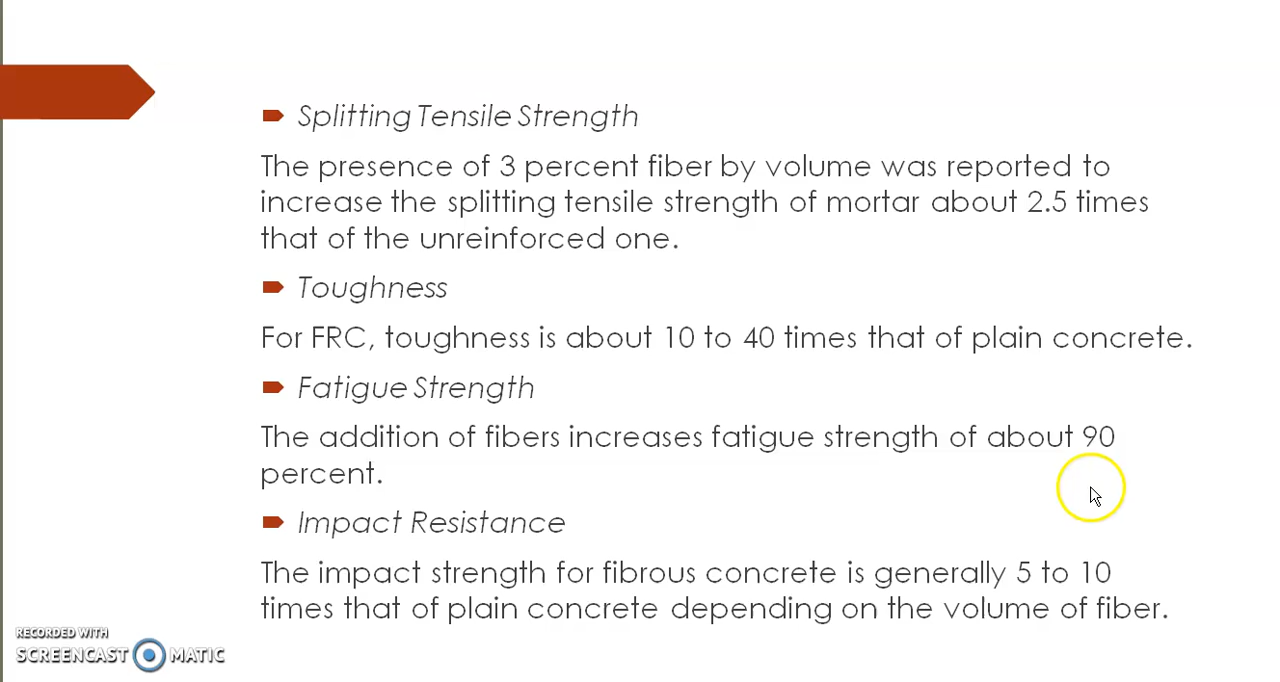 Splitting Tensile Strength
The presence of 3 percent fiber by volume was reported to
increase the splitting tensile strength of mortar about 2.5 times
that of the unreinforced one.
Toughness
For FRC, toughness is about 10 to 40 times that of plain concrete.
Fatigue Strength
The addition of fibers increases fatigue strength of about 90
percent.
Impact Resistance
The impact strength for fibrous concrete is generally 5 to 10
times that of plain concrete depending on the volume of fiber.
RECORDED WITH
SCREENCAST MATIC